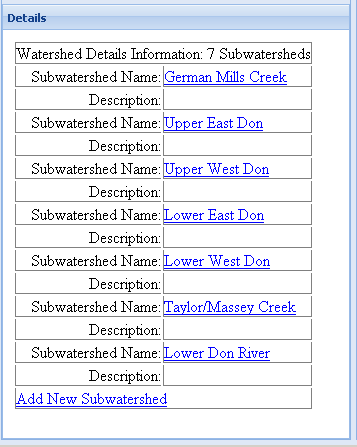 Details
Watershed Details Information: 7 Subwatersheds
Subwatershed Name: German Mills Creek
Description:
Subwatershed Name: Upper East Don
Description:
Subwatershed Name: Upper West Don
Description:
Subwatershed Name: Lower East Don
Description:
Subwatershed Name: Lower West Don
Description:
Subwatershed Name: Taylor/Massey Creek
Description:
Subwatershed Name: Lower Don River
Description:
Add New Subwatershed